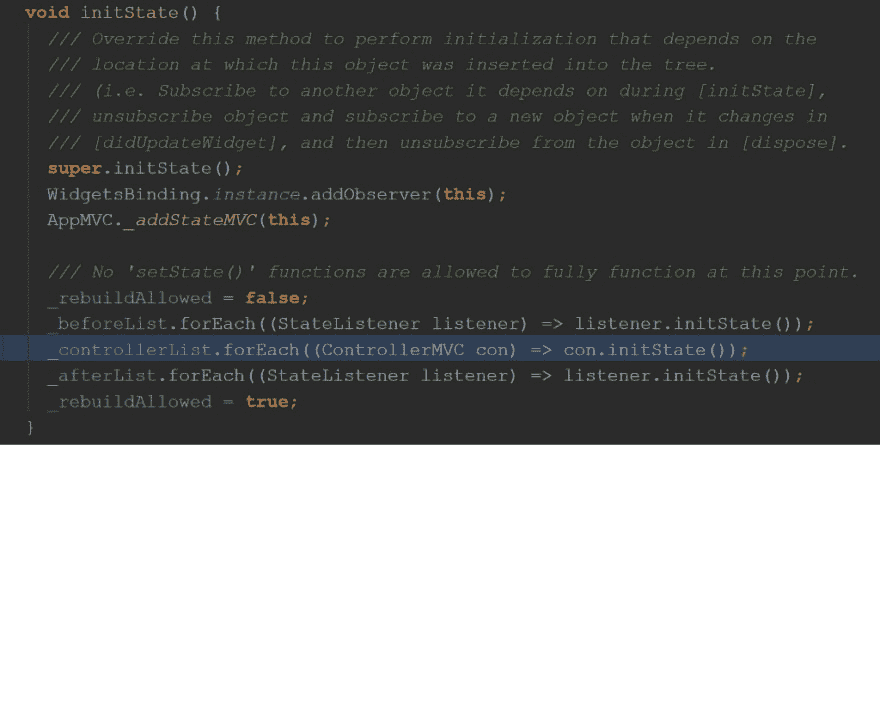 void initState() {
/// Override this method to perform initialization that depends on the
/// location at which this object was inserted into the tree.
/// (i.e. Subscribe to another object it depends on during [initState],
/// unsubscribe object and subscribe to a new object when it changes in
/// [didUpdateWidget], and then unsubscribe from the object in [dispose].
super.initState();
WidgetsBinding.instance.addObserver(this);
AppMVC._addStateMVC(this);
/// No 'setState()' functions are allowed to fully function at this point.
_rebuildAllowed = false;
_beforeList.forEach((StateListener listener) => listener.initState());
_controllerList.forEach((ControllerMVC con) => con.initState());
_afterList.forEach((StateListener listener) => listener.initState());
_rebuildAllowed = true;
}